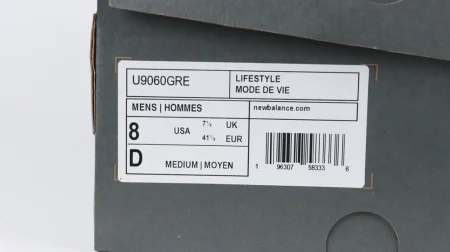 U9060GRE
LIFESTYLE
MODE DE VIE
MENS | HOMMES
newbalance.com
8 USA 7½ UK
41½ EUR
D MEDIUM | MOYEN
1 96307 58333 6